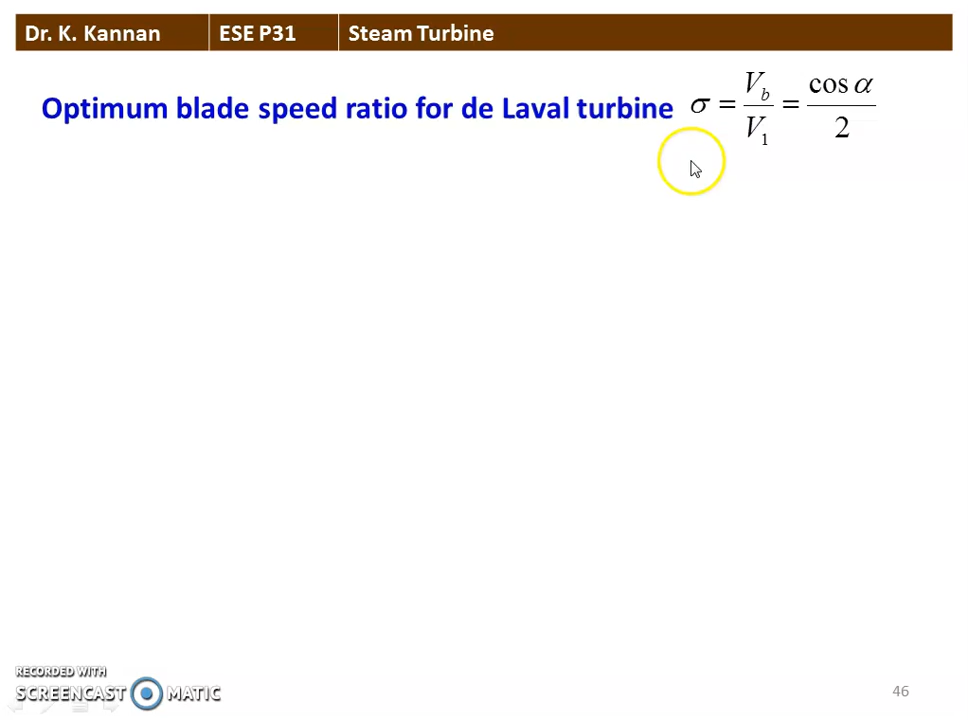 Dr. K. Kannan ESE P31 Steam Turbine
Optimum blade speed ratio for de Laval turbine σ = V_b / V_1 = cos α / 2
RECORDED WITH
SCREENCAST MATIC
46